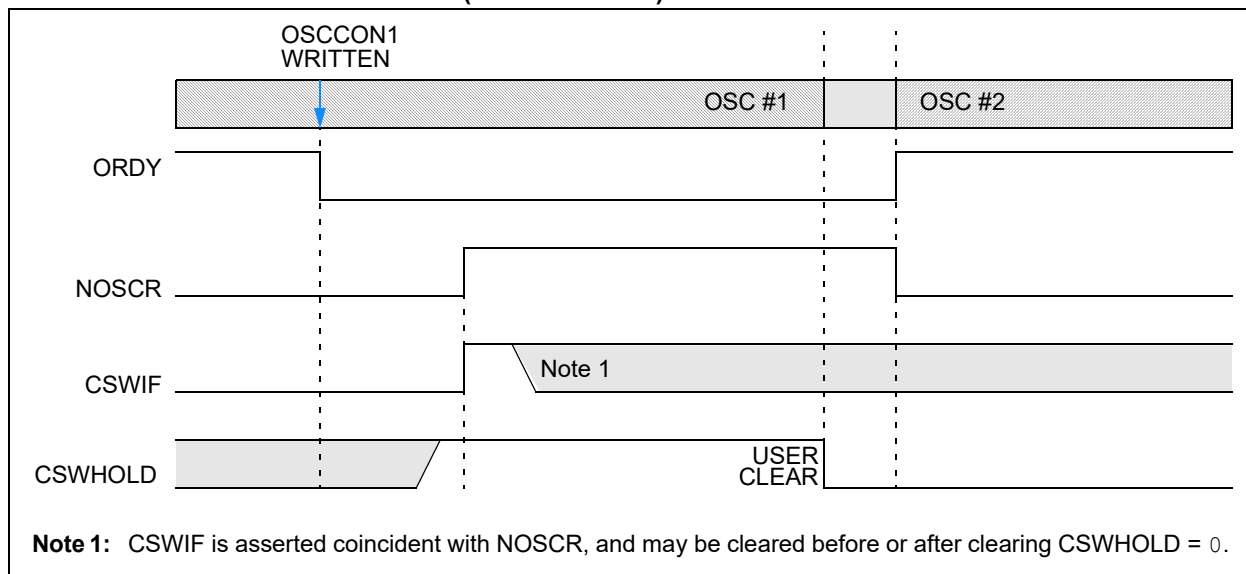 OSCCON1
WRITTEN
OSC #1
OSC #2
ORDY
NOSCR
CSWIF
Note 1
CSWHOLD
USER
CLEAR
Note 1: CSWIF is asserted coincident with NOSCR, and may be cleared before or after clearing CSWHOLD = 0.